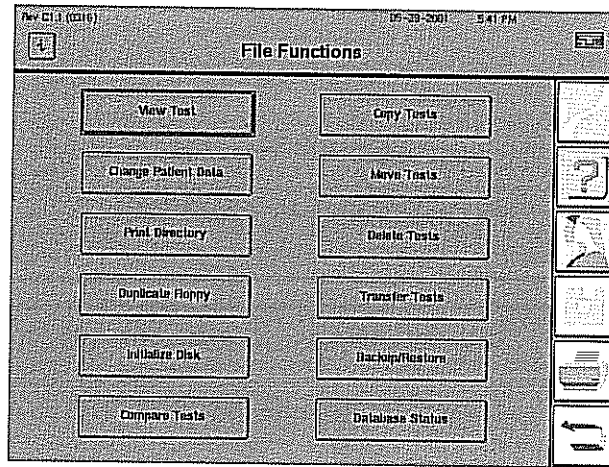 Rev C1.1 (0316) 05-29-2001 5:41 PM
File Functions
View Test Copy Tests
Change Patient Data Move Tests
Print Directory Delete Tests
Duplicate Floppy Transfer Tests
Initialize Disk Backup/Restore
Compare Tests Database Status
?